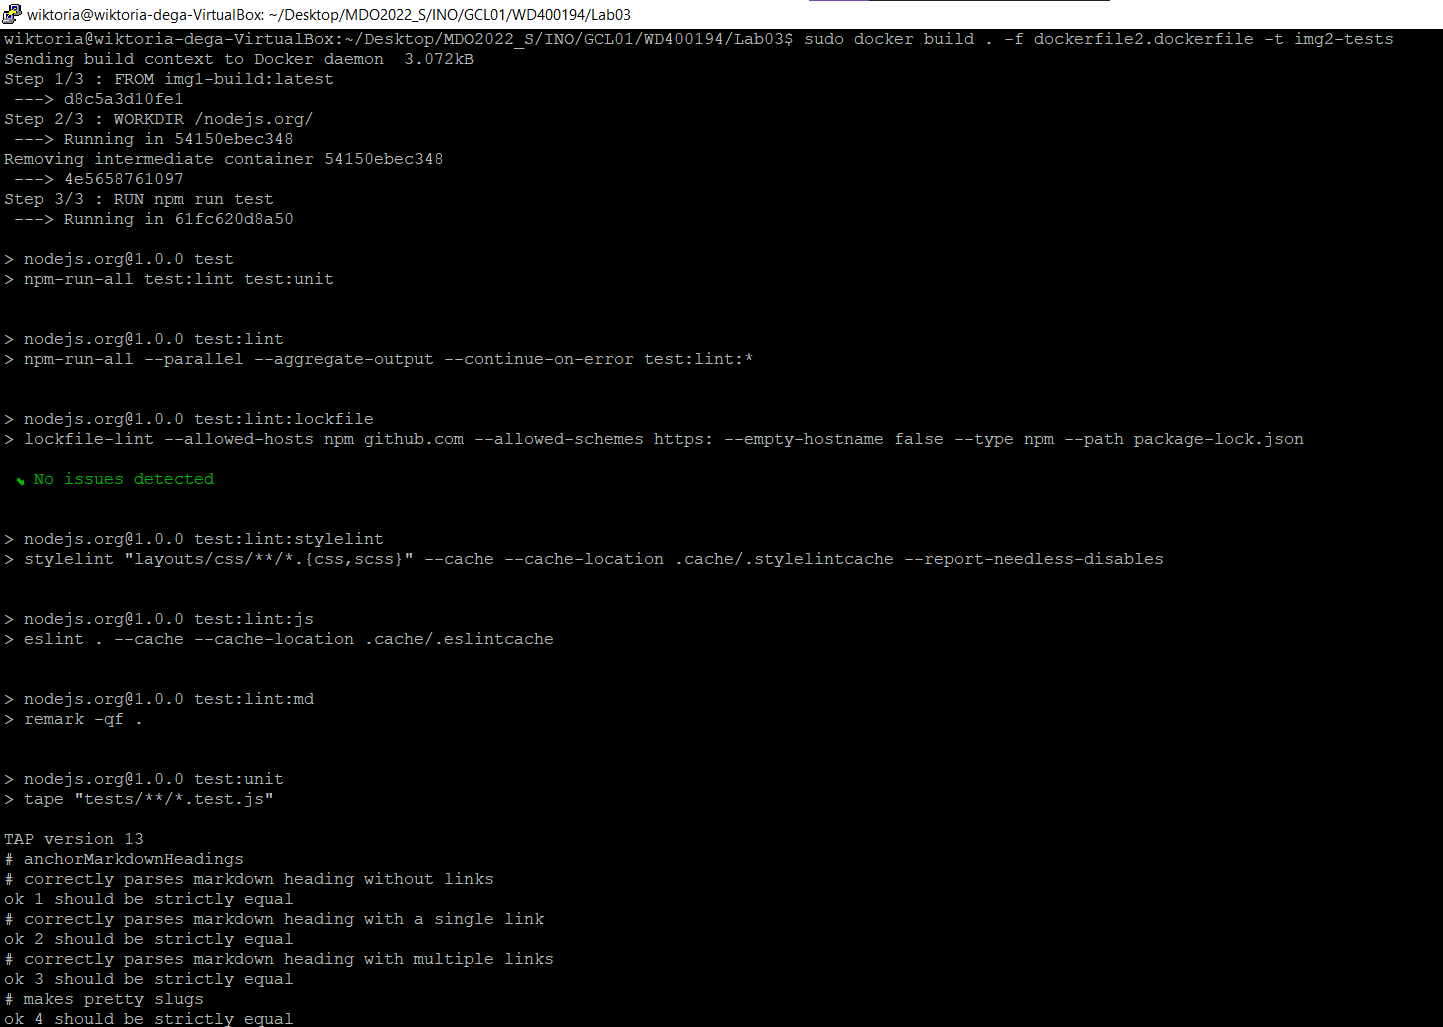 wiktoria@wiktoria-dega-VirtualBox: ~/Desktop/MDO2022_S/INO/GCL01/WD400194/Lab03
wiktoria@wiktoria-dega-VirtualBox:~/Desktop/MDO2022_S/INO/GCL01/WD400194/Lab03$ sudo docker build . -f dockerfile2.dockerfile -t img2-tests
Sending build context to Docker daemon  3.072kB
Step 1/3 : FROM img1-build:latest
 ---> d8c5a3d10fe1
Step 2/3 : WORKDIR /nodejs.org/
 ---> Running in 54150ebec348
Removing intermediate container 54150ebec348
 ---> 4e5658761097
Step 3/3 : RUN npm run test
 ---> Running in 61fc620d8a50
> nodejs.org@1.0.0 test
> npm-run-all test:lint test:unit
> nodejs.org@1.0.0 test:lint
> npm-run-all --parallel --aggregate-output --continue-on-error test:lint:*
> nodejs.org@1.0.0 test:lint:lockfile
> lockfile-lint --allowed-hosts npm github.com --allowed-schemes https: --empty-hostname false --type npm --path package-lock.json
No issues detected
> nodejs.org@1.0.0 test:lint:stylelint
> stylelint "layouts/css/**/*.{css,scss}" --cache --cache-location .cache/.stylelintcache --report-needless-disables
> nodejs.org@1.0.0 test:lint:js
> eslint . --cache --cache-location .cache/.eslintcache
> nodejs.org@1.0.0 test:lint:md
> remark -qf .
> nodejs.org@1.0.0 test:unit
> tape "tests/**/*.test.js"
TAP version 13
# anchorMarkdownHeadings
# correctly parses markdown heading without links
ok 1 should be strictly equal
# correctly parses markdown heading with a single link
ok 2 should be strictly equal
# correctly parses markdown heading with multiple links
ok 3 should be strictly equal
# makes pretty slugs
ok 4 should be strictly equal